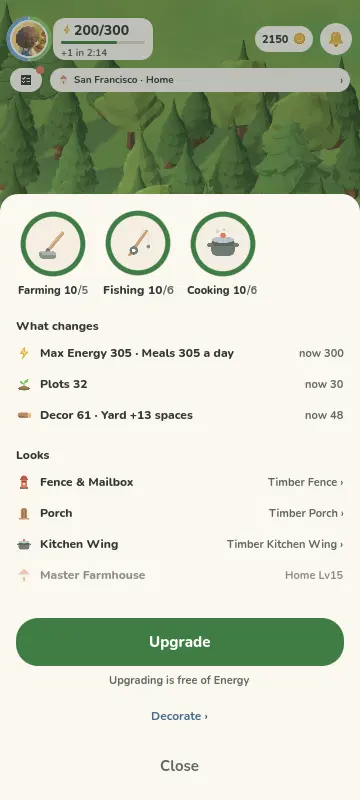 200/300
+1 in 2:14
2150
San Francisco · Home ›
Farming 10/5
Fishing 10/6
Cooking 10/6
What changes
Max Energy 305 · Meals 305 a day now 300
Plots 32 now 30
Decor 61 · Yard +13 spaces now 48
Looks
Fence & Mailbox Timber Fence ›
Porch Timber Porch ›
Kitchen Wing Timber Kitchen Wing ›
Master Farmhouse Home Lv15
Upgrade
Upgrading is free of Energy
Decorate ›
Close